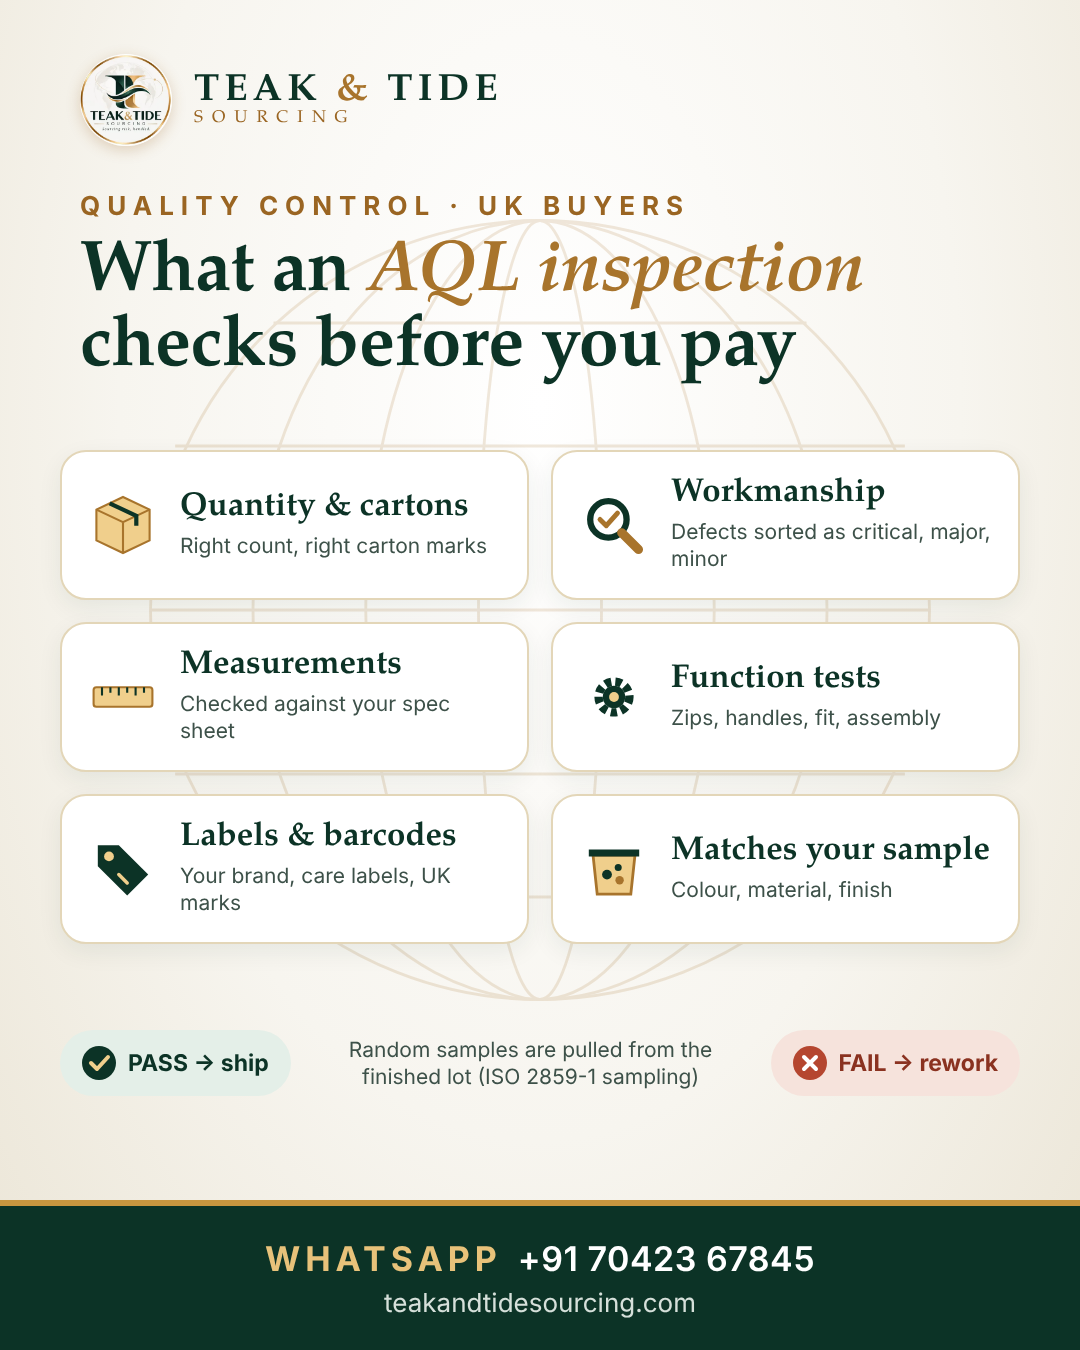 TEAK&TIDE
SOURCING
TEAK & TIDE
SOURCING
QUALITY CONTROL · UK BUYERS
What an AQL inspection
checks before you pay
Quantity & cartons
Right count, right carton marks
Workmanship
Defects sorted as critical, major,
minor
Measurements
Checked against your spec
sheet
Function tests
Zips, handles, fit, assembly
Labels & barcodes
Your brand, care labels, UK
marks
Matches your sample
Colour, material, finish
PASS → ship
Random samples are pulled from the
finished lot (ISO 2859-1 sampling)
FAIL → rework
WHATSAPP +91 70423 67845
teakandtidesourcing.com